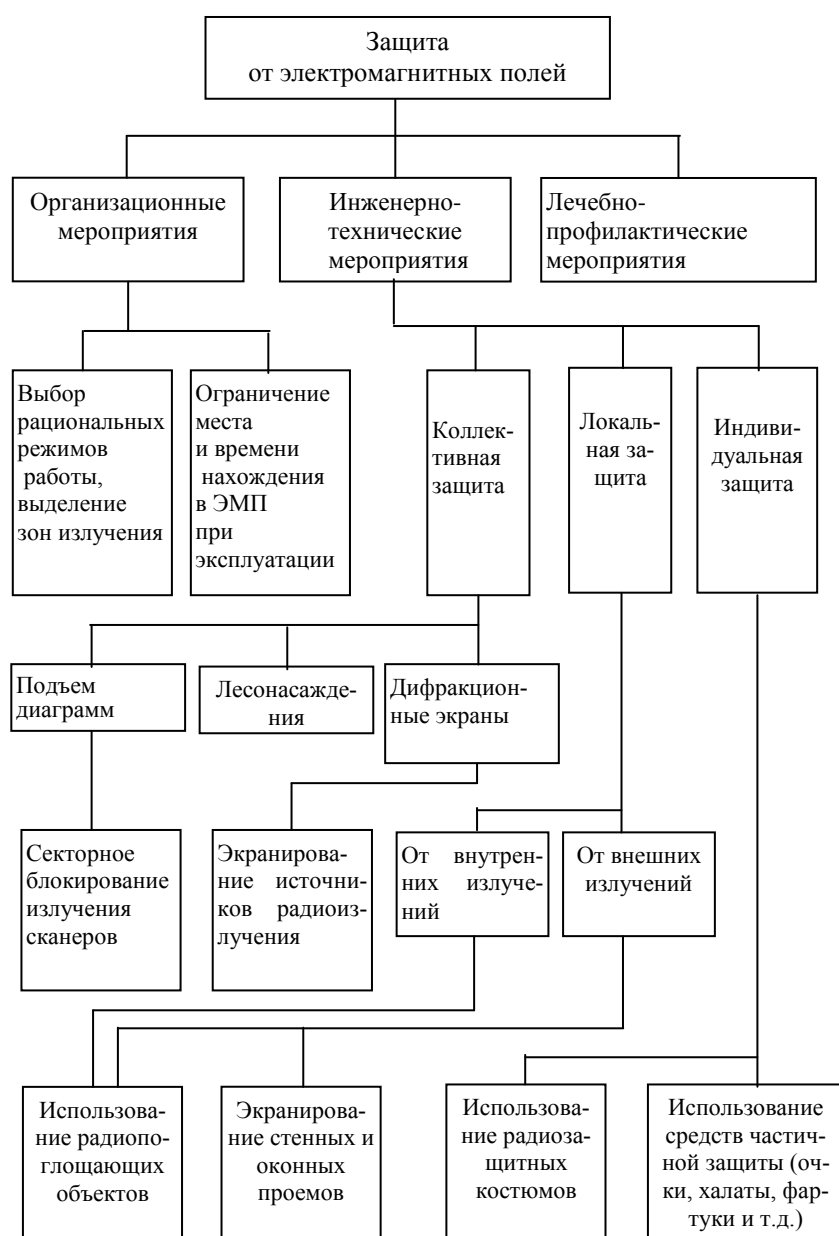 Защита
от электромагнитных полей
Организационные
мероприятия
Инженерно-
технические
мероприятия
Лечебно-
профилактические
мероприятия
Выбор
рациональных
режимов
работы,
выделение
зон излучения
Ограничение
места
и времени
нахождения
в ЭМП
при
эксплуатации
Коллек-
тивная
защита
Локаль-
ная за-
щита
Индиви-
дуальная
защита
Подъем
диаграмм
Лесонасажде-
ния
Дифракцион-
ные экраны
Секторное
блокирование
излучения
сканеров
Экранирова-
ние источни-
ков радиоиз-
лучения
От внутрен-
них излуче-
ний
От внешних
излучений
Использова-
ние радиопо-
глощающих
объектов
Экранирова-
ние стенных и
оконных
проемов
Использова-
ние радиоза-
щитных
костюмов
Использование
средств частич-
ной защиты (оч-
ки, халаты, фар-
туки и т.д.)